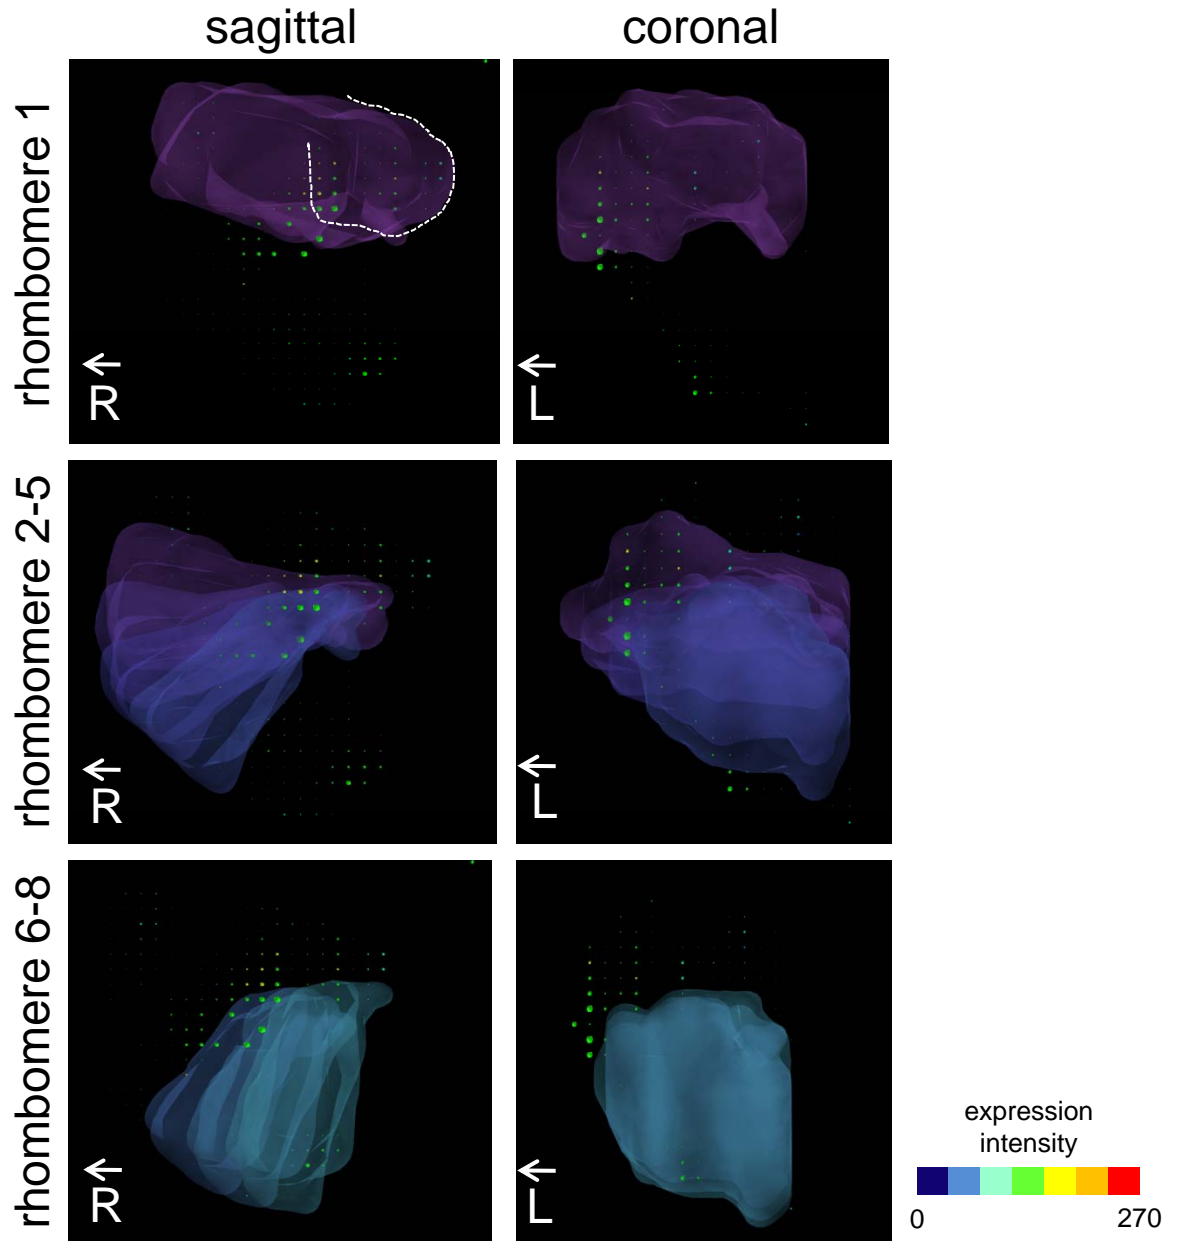 sagittal
coronal
rhombomere 1
R
L
rhombomere 2-5
R
L
rhombomere 6-8
R
L
expression
intensity
0
270